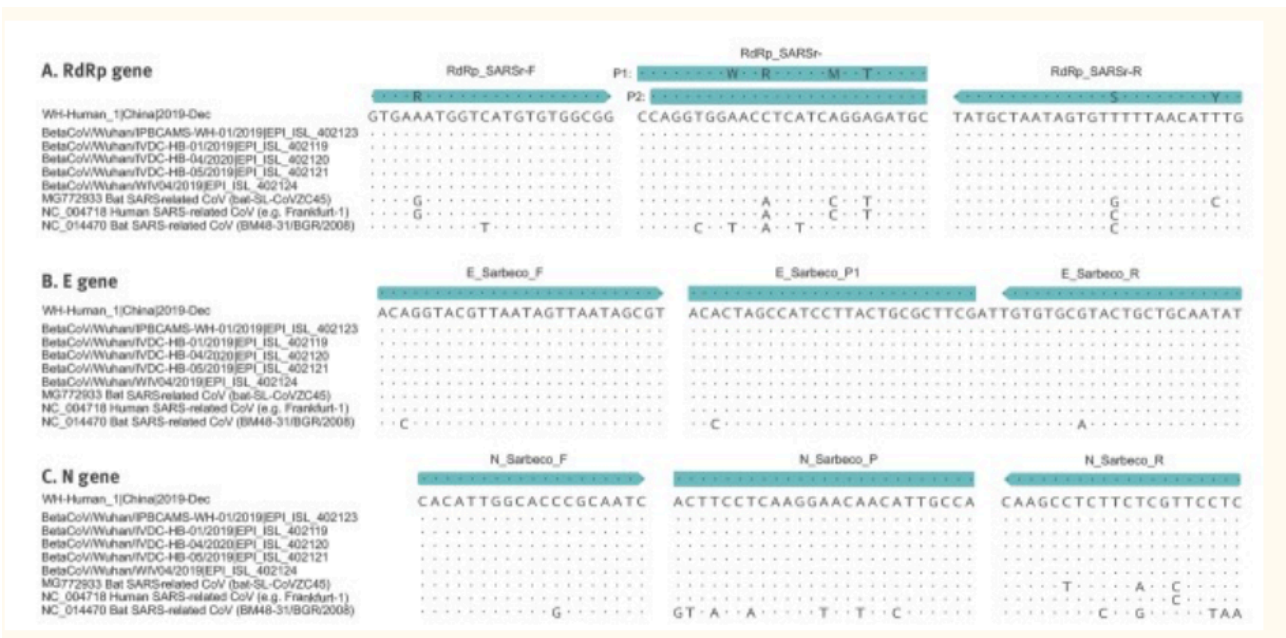 RdRp_SARSr-
A. RdRp gene
RdRp_SARSr-F
P1: · · · · · · · · W · · R · · · · · M · · T · · · · ·
RdRp_SARSr-R
· · · · R · · · · · · · · · · · · · · · · ·
P2: · · · · · · · · · · · · · · · · · · · · · · · · ·
· · · · · · · · · · · · · · S · · · · · · · · Y · ·
WH-Human_1|China|2019-Dec GTGAAATGGTCATGTGTGGCGG CCAGGTGGAACCTCATCAGGAGATGC TATGCTAATAGTGTTTTTAACATTTG
BetaCoV/Wuhan/IPBCAMS-WH-01/2019|EPI_ISL_402123
BetaCoV/Wuhan/IVDC-HB-01/2019|EPI_ISL_402119
BetaCoV/Wuhan/IVDC-HB-04/2020|EPI_ISL_402120
BetaCoV/Wuhan/IVDC-HB-05/2019|EPI_ISL_402121
BetaCoV/Wuhan/WIV04/2019|EPI_ISL_402124
MG772933 Bat SARS-related CoV (bat-SL-CoVZC45) G A C T G C
NC_004718 Human SARS-related CoV (e.g. Frankfurt-1) G A C T C
NC_014470 Bat SARS-related CoV (BM48-31/BGR/2008) T C T A T C
B. E gene
E_Sarbeco_F E_Sarbeco_P1 E_Sarbeco_R
WH-Human_1|China|2019-Dec ACAGGTACGTTAATAGTTAATAGCGT ACACTAGCCATCCTTACTGCGCTTCGATTGTGTGCGTACTGCTGCAATAT
BetaCoV/Wuhan/IPBCAMS-WH-01/2019|EPI_ISL_402123
BetaCoV/Wuhan/IVDC-HB-01/2019|EPI_ISL_402119
BetaCoV/Wuhan/IVDC-HB-04/2020|EPI_ISL_402120
BetaCoV/Wuhan/IVDC-HB-05/2019|EPI_ISL_402121
BetaCoV/Wuhan/WIV04/2019|EPI_ISL_402124
MG772933 Bat SARS-related CoV (bat-SL-CoVZC45)
NC_004718 Human SARS-related CoV (e.g. Frankfurt-1)
NC_014470 Bat SARS-related CoV (BM48-31/BGR/2008) C C A
C. N gene
N_Sarbeco_F N_Sarbeco_P N_Sarbeco_R
WH-Human_1|China|2019-Dec CACATTGGCACCCGCAATC ACTTCCTCAAGGAACAACATTGCCA CAAGCCTCTTCTCGTTCCTC
BetaCoV/Wuhan/IPBCAMS-WH-01/2019|EPI_ISL_402123
BetaCoV/Wuhan/IVDC-HB-01/2019|EPI_ISL_402119
BetaCoV/Wuhan/IVDC-HB-04/2020|EPI_ISL_402120
BetaCoV/Wuhan/IVDC-HB-05/2019|EPI_ISL_402121
BetaCoV/Wuhan/WIV04/2019|EPI_ISL_402124
MG772933 Bat SARS-related CoV (bat-SL-CoVZC45) T A C
NC_004718 Human SARS-related CoV (e.g. Frankfurt-1) C
NC_014470 Bat SARS-related CoV (BM48-31/BGR/2008) G GT A A T T C C G TAA